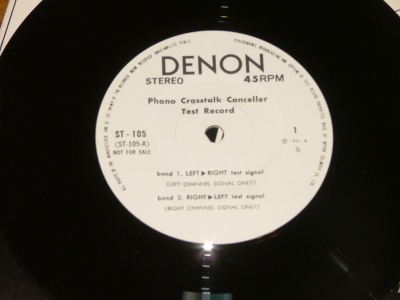 DENON
STEREO 45RPM
Phono Crosstalk Canceller
Test Record
ST-105
(ST-105-A)
NOT FOR SALE
1
S
band 1. LEFT▶RIGHT test signal
(LEFT CHANNEL SIGNAL ONLY)
band 2. RIGHT▶LEFT test signal
(RIGHT CHANNEL SIGNAL ONLY)